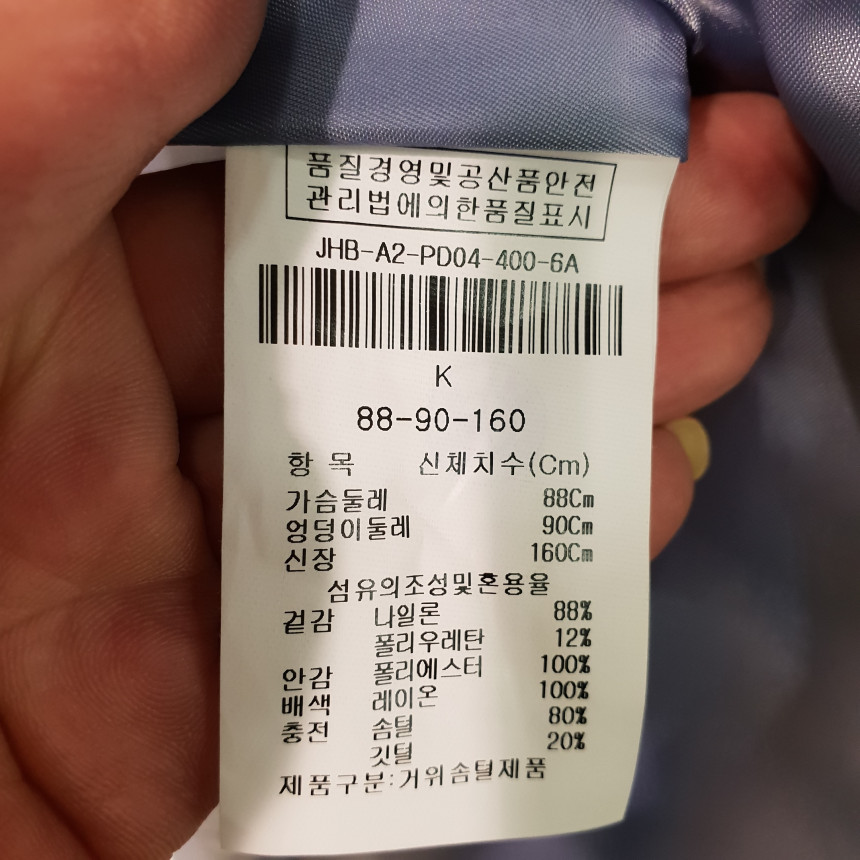 품질경영및공산품안전
관리법에의한품질표시
JHB-A2-PD04-400-6A
K
88-90-160
항 목 신체치수(Cm)
가슴둘레 88Cm
엉덩이둘레 90Cm
신장 160Cm
섬유의조성및혼용율
겉감 나일론 88%
폴리우레탄 12%
안감 폴리에스터 100%
배색 레이온 100%
충전 솜털 80%
깃털 20%
제품구분:거위솜털제품